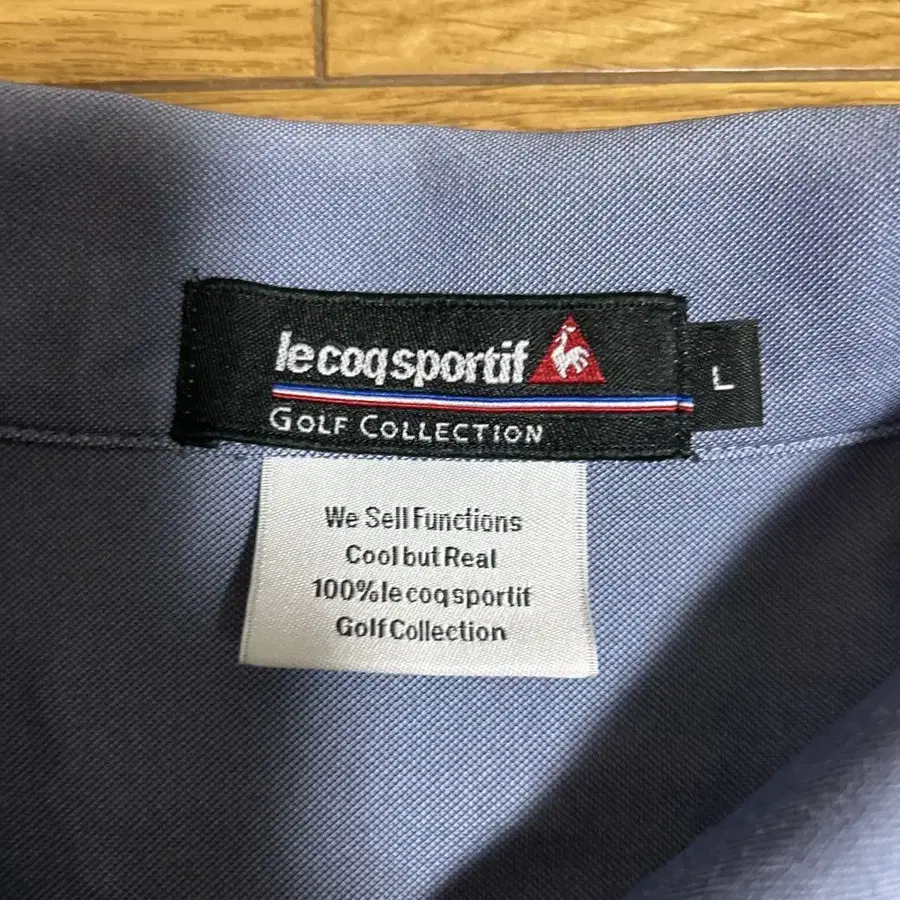 le coq sportif
L
GOLF COLLECTION
We Sell Functions
Cool but Real
100% le coq sportif
Golf Collection